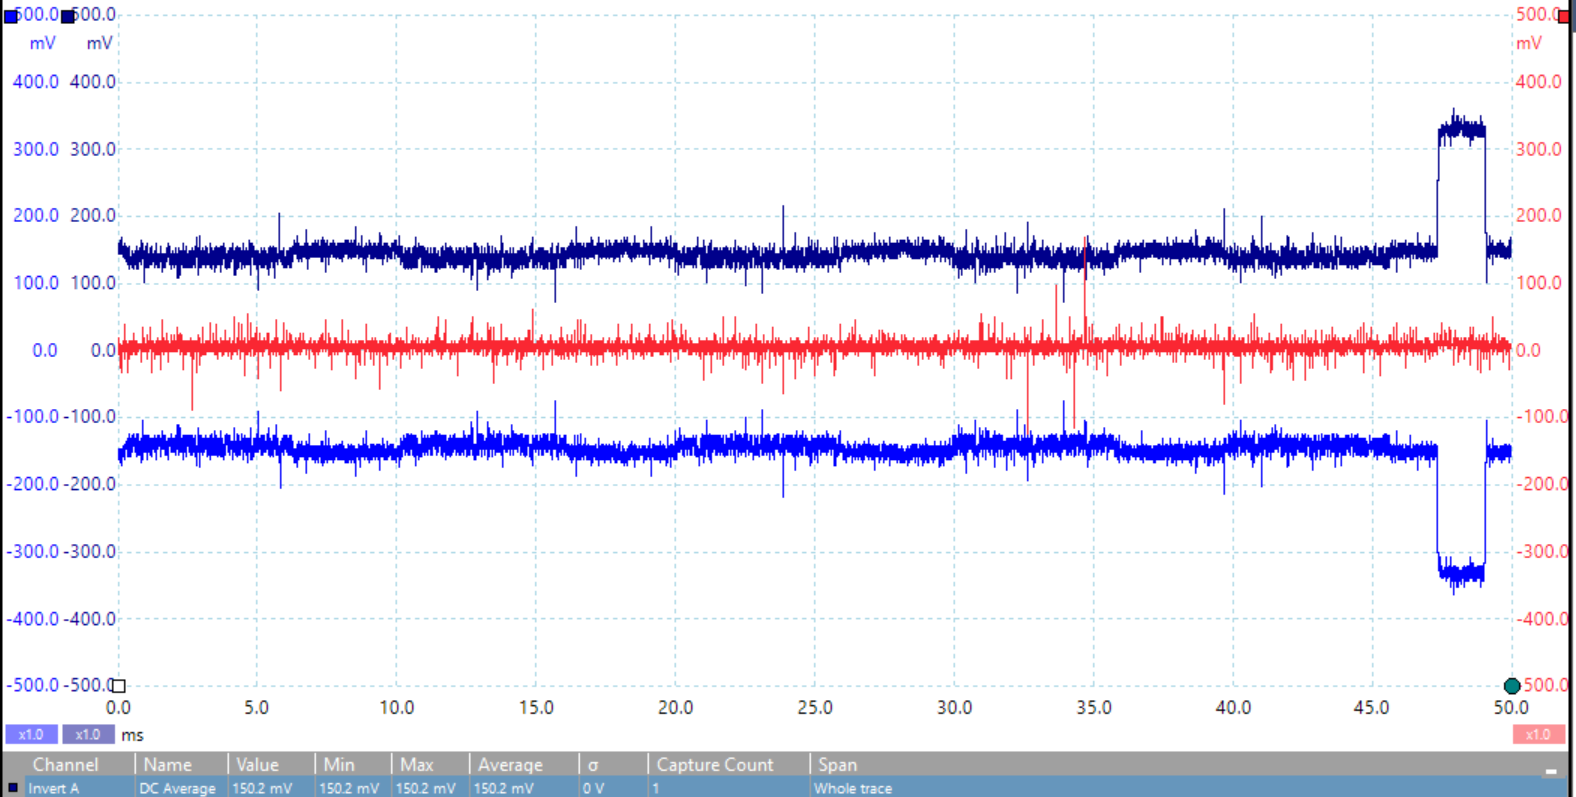 500.0 500.0 500.0
mV mV mV
400.0 400.0 400.0
300.0 300.0 300.0
200.0 200.0 200.0
100.0 100.0 100.0
0.0 0.0 0.0
-100.0 -100.0 -100.0
-200.0 -200.0 -200.0
-300.0 -300.0 -300.0
-400.0 -400.0 -400.0
-500.0 -500.0 500.0
0.0 5.0 10.0 15.0 20.0 25.0 30.0 35.0 40.0 45.0 50.0
x1.0 x1.0 ms x1.0
Channel Name Value Min Max Average σ Capture Count Span
Invert A DC Average 150.2 mV 150.2 mV 150.2 mV 150.2 mV 0 V 1 Whole trace